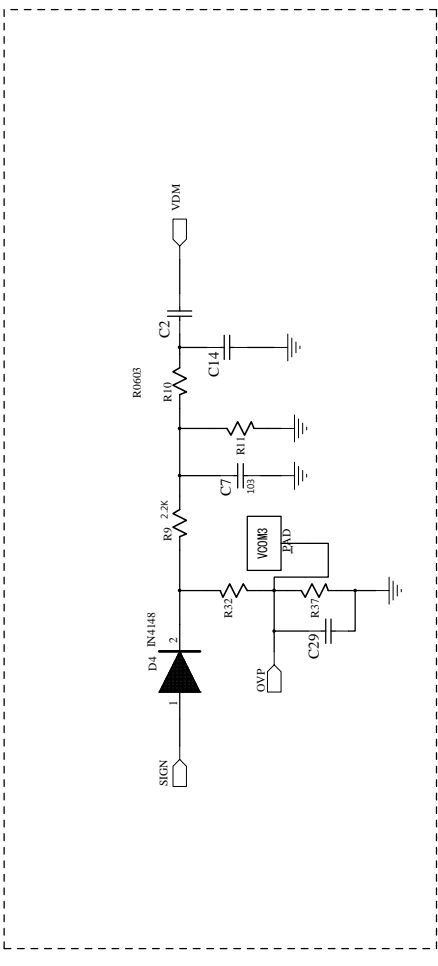 VDM
C2
C14
R0603
R10
R11
C7
103
2.2K
R9
VCOM3
PAD
R32
R37
C29
OVP
IN4148
D4
2
1
SIGN